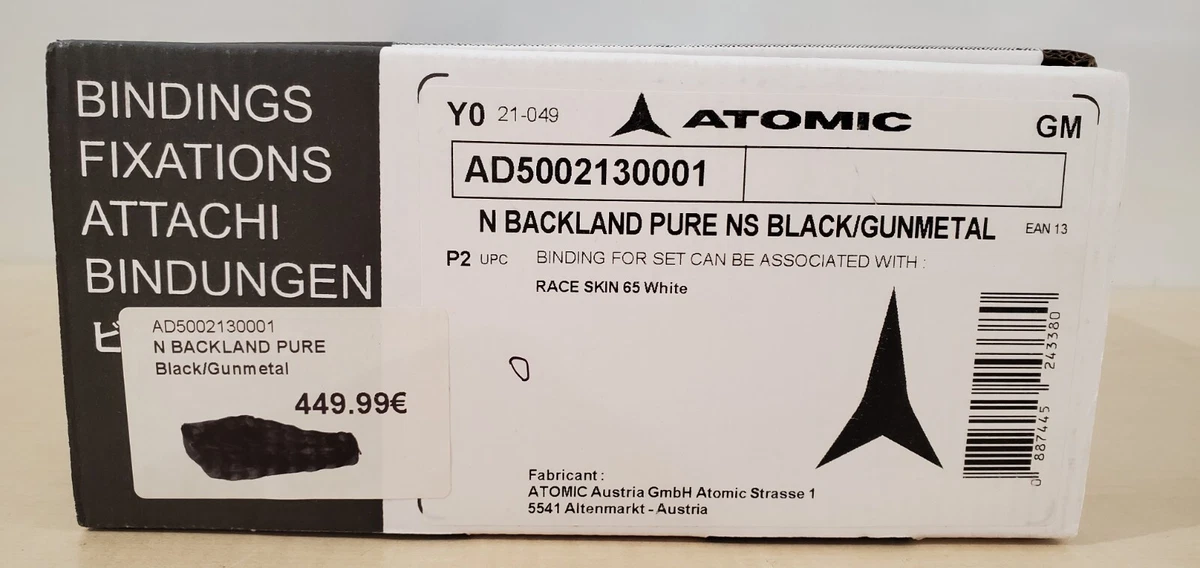 BINDINGS
FIXATIONS
ATTACHI
BINDUNGEN
ビ
AD5002130001
N BACKLAND PURE
Black/Gunmetal
449.99€
Y0 21-049
ATOMIC
GM
AD5002130001
N BACKLAND PURE NS BLACK/GUNMETAL
EAN 13
P2 UPC BINDING FOR SET CAN BE ASSOCIATED WITH :
RACE SKIN 65 White
0 887445 243380
Fabricant :
ATOMIC Austria GmbH Atomic Strasse 1
5541 Altenmarkt - Austria